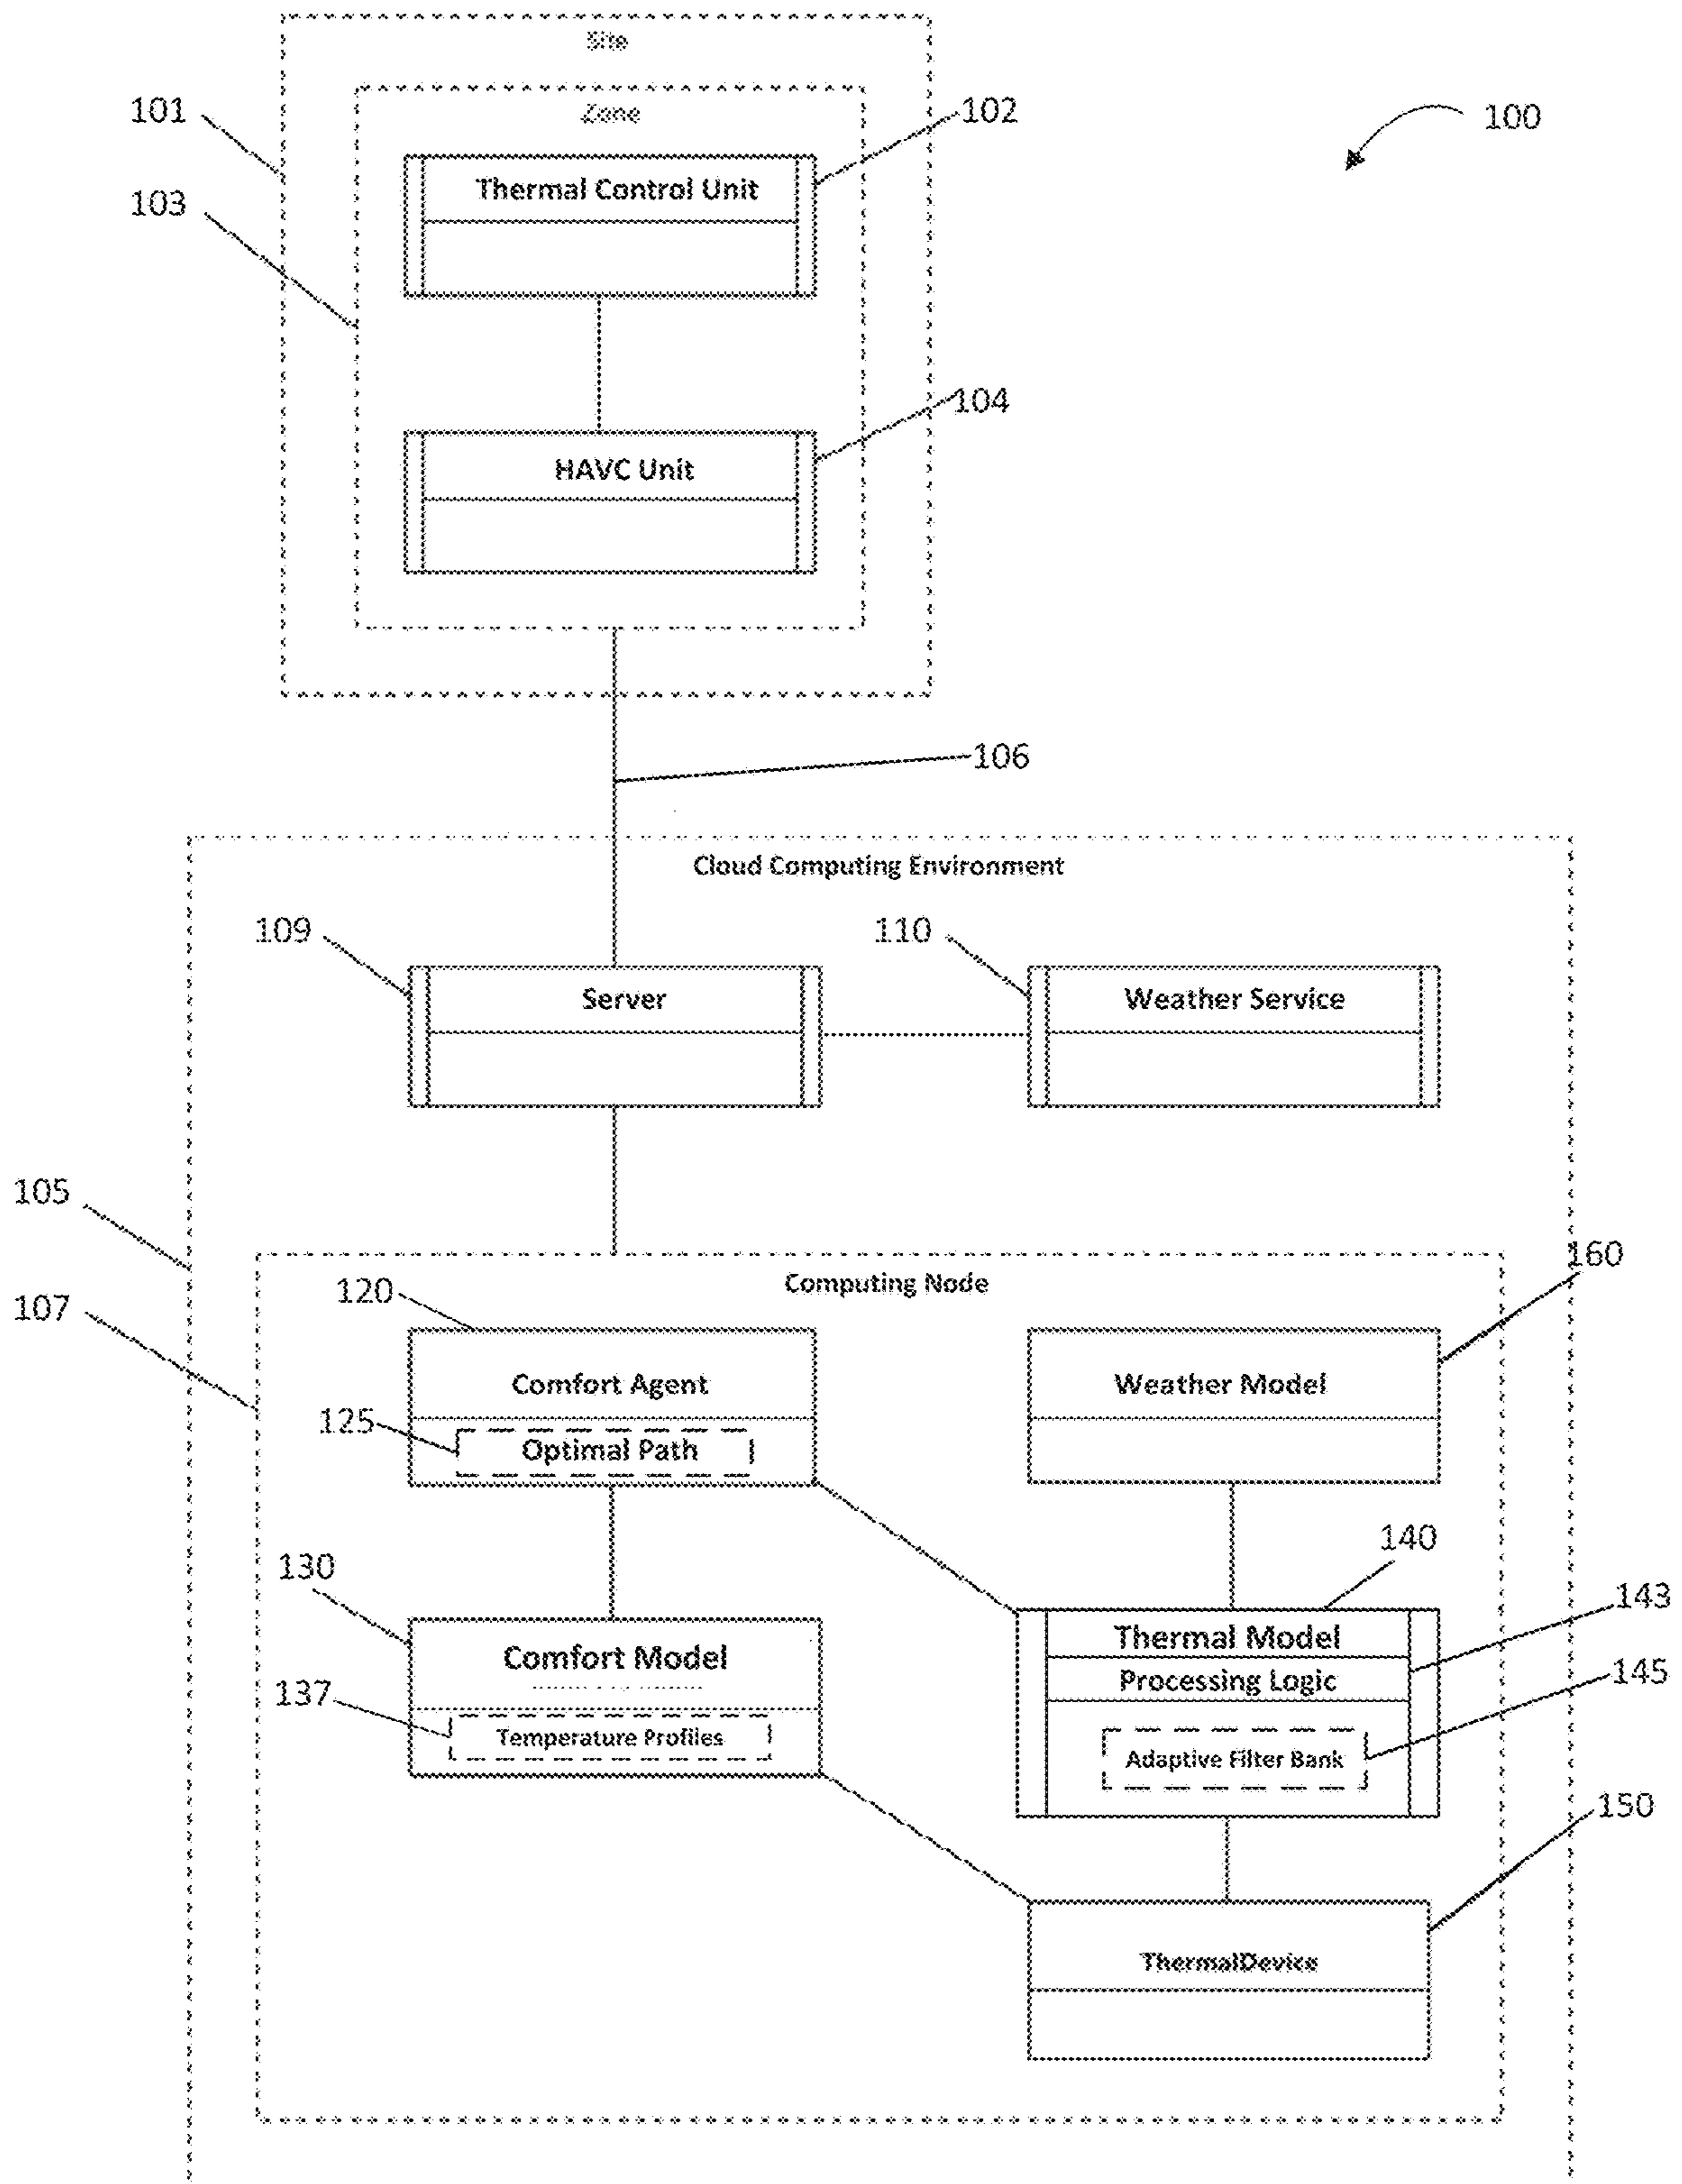 Site
101
Zone
102
100
Thermal Control Unit
103
104
HAVC Unit
106
Cloud Computing Environment
109
110
Server
Weather Service
105
160
107
Computing Node
120
Comfort Agent
Weather Model
125
Optimal Path
140
130
143
Thermal Model
Comfort Model
Processing Logic
145
137
Temperature Profiles
Adaptive Filter Bank
150
ThermalDevice